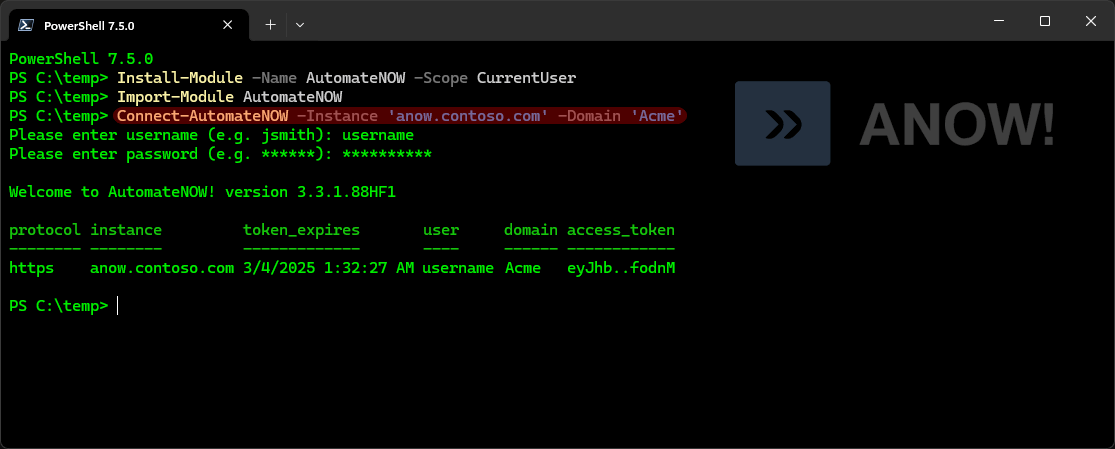 PowerShell 7.5.0
PowerShell 7.5.0
PS C:\temp> Install-Module -Name AutomateNOW -Scope CurrentUser
PS C:\temp> Import-Module AutomateNOW
PS C:\temp> Connect-AutomateNOW -Instance 'anow.contoso.com' -Domain 'Acme'
Please enter username (e.g. jsmith): username
Please enter password (e.g. ******): **********
Welcome to AutomateNOW! version 3.3.1.88HF1
protocol instance token_expires user domain access_token
-------- -------- ------------- ---- ------ ------------
https anow.contoso.com 3/4/2025 1:32:27 AM username Acme eyJhb..fodnM
PS C:\temp>
ANOW!